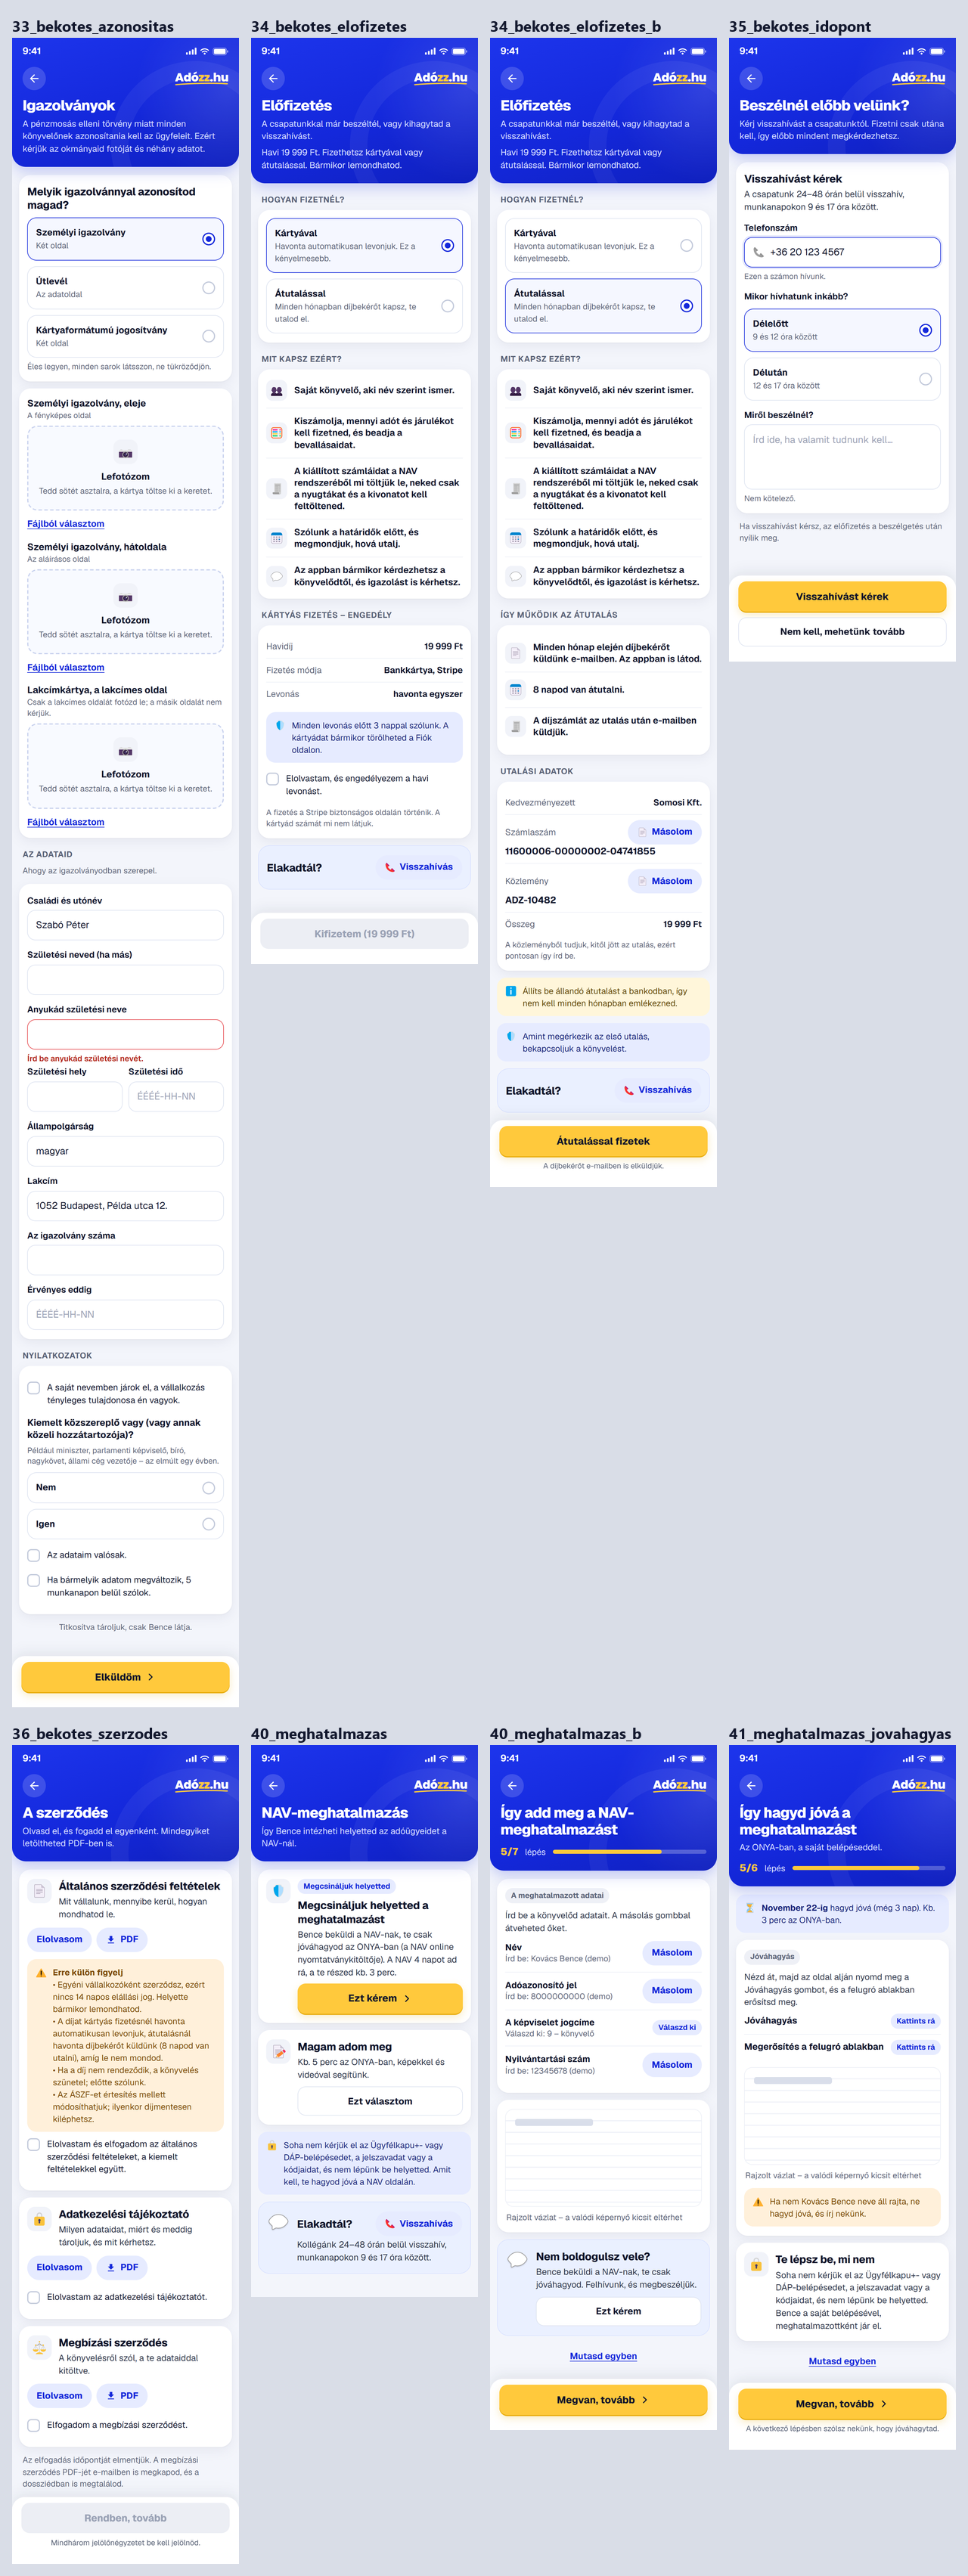 33_bekotes_azonositas
9:41
Adózz.hu
Igazolványok
A pénzmosás elleni törvény miatt minden
könyvelőnek azonosítania kell az ügyfeleit. Ezért
kérjük az okmányaid fotóját és néhány adatot.
Melyik igazolvánnyal azonosítod
magad?
Személyi igazolvány
Két oldal
Útlevél
Az adatoldal
Kártyaformátumú jogosítvány
Két oldal
Éles legyen, minden sarok látsszon, ne tükröződjön.
Személyi igazolvány, eleje
A fényképes oldal
Lefotózom
Tedd sötét asztalra, a kártya töltse ki a keretet.
Fájlból választom
Személyi igazolvány, hátoldala
Az aláírásos oldal
Lefotózom
Tedd sötét asztalra, a kártya töltse ki a keretet.
Fájlból választom
Lakcímkártya, a lakcímes oldal
Csak a lakcímes oldalát fotózd le; a másik oldalát nem
kérjük.
Lefotózom
Tedd sötét asztalra, a kártya töltse ki a keretet.
Fájlból választom
AZ ADATAID
Ahogy az igazolványodban szerepel.
Családi és utónév
Szabó Péter
Születési neved (ha más)
Anyukád születési neve
Írd be anyukád születési nevét.
Születési hely
Születési idő
ÉÉÉÉ-HH-NN
Állampolgárság
magyar
Lakcím
1052 Budapest, Példa utca 12.
Az igazolvány száma
Érvényes eddig
ÉÉÉÉ-HH-NN
NYILATKOZATOK
A saját nevemben járok el, a vállalkozás
tényleges tulajdonosa én vagyok.
Kiemelt közszereplő vagy (vagy annak
közeli hozzátartozója)?
Például miniszter, parlamenti képviselő, bíró,
nagykövet, állami cég vezetője – az elmúlt egy évben.
Nem
Igen
Az adataim valósak.
Ha bármelyik adatom megváltozik, 5
munkanapon belül szólok.
Titkosítva tároljuk, csak Bence látja.
Elküldöm
34_bekotes_elofizetes
9:41
Adózz.hu
Előfizetés
A csapatunkkal már beszéltél, vagy kihagytad a
visszahívást.
Havi 19 999 Ft. Fizethetsz kártyával vagy
átutalással. Bármikor lemondhatod.
HOGYAN FIZETNÉL?
Kártyával
Havonta automatikusan levonjuk. Ez a
kényelmesebb.
Átutalással
Minden hónapban díjbekérőt kapsz, te
utalod el.
MIT KAPSZ EZÉRT?
Saját könyvelő, aki név szerint ismer.
Kiszámolja, mennyi adót és járulékot
kell fizetned, és beadja a
bevallásaidat.
A kiállított számláidat a NAV
rendszeréből mi töltjük le, neked csak
a nyugtákat és a kivonatot kell
feltöltened.
Szólunk a határidők előtt, és
megmondjuk, hová utalj.
Az appban bármikor kérdezhetsz a
könyvelődtől, és igazolást is kérhetsz.
KÁRTYÁS FIZETÉS – ENGEDÉLY
Havidíj
19 999 Ft
Fizetés módja
Bankkártya, Stripe
Levonás
havonta egyszer
Minden levonás előtt 3 nappal szólunk. A
kártyádat bármikor törölheted a Fiók
oldalon.
Elolvastam, és engedélyezem a havi
levonást.
A fizetés a Stripe biztonságos oldalán történik. A
kártyád számát mi nem látjuk.
Elakadtál?
Visszahívás
Kifizetem (19 999 Ft)
34_bekotes_elofizetes_b
9:41
Adózz.hu
Előfizetés
A csapatunkkal már beszéltél, vagy kihagytad a
visszahívást.
Havi 19 999 Ft. Fizethetsz kártyával vagy
átutalással. Bármikor lemondhatod.
HOGYAN FIZETNÉL?
Kártyával
Havonta automatikusan levonjuk. Ez a
kényelmesebb.
Átutalással
Minden hónapban díjbekérőt kapsz, te
utalod el.
MIT KAPSZ EZÉRT?
Saját könyvelő, aki név szerint ismer.
Kiszámolja, mennyi adót és járulékot
kell fizetned, és beadja a
bevallásaidat.
A kiállított számláidat a NAV
rendszeréből mi töltjük le, neked csak
a nyugtákat és a kivonatot kell
feltöltened.
Szólunk a határidők előtt, és
megmondjuk, hová utalj.
Az appban bármikor kérdezhetsz a
könyvelődtől, és igazolást is kérhetsz.
ÍGY MŰKÖDIK AZ ÁTUTALÁS
Minden hónap elején díjbekérőt
küldünk e-mailben. Az appban is látod.
8 napod van átutalni.
A díjszámlát az utalás után e-mailben
küldjük.
UTALÁSI ADATOK
Kedvezményezett
Somosi Kft.
Számlaszám
Másolom
11600006-00000002-04741855
Közlemény
Másolom
ADZ-10482
Összeg
19 999 Ft
A közleményből tudjuk, kitől jött az utalás, ezért
pontosan így írd be.
Állíts be állandó átutalást a bankodban, így
nem kell minden hónapban emlékezned.
Amint megérkezik az első utalás,
bekapcsoljuk a könyvelést.
Elakadtál?
Visszahívás
Átutalással fizetek
A díjbekérőt e-mailben is elküldjük.
35_bekotes_idopont
9:41
Adózz.hu
Beszélnél előbb velünk?
Kérj visszahívást a csapatunktól. Fizetni csak utána
kell, így előbb mindent megkérdezhetsz.
Visszahívást kérek
A csapatunk 24–48 órán belül visszahív,
munkanapokon 9 és 17 óra között.
Telefonszám
+36 20 123 4567
Ezen a számon hívunk.
Mikor hívhatunk inkább?
Délelőtt
9 és 12 óra között
Délután
12 és 17 óra között
Miről beszélnél?
Írd ide, ha valamit tudnunk kell...
Nem kötelező.
Ha visszahívást kérsz, az előfizetés a beszélgetés után
nyílik meg.
Visszahívást kérek
Nem kell, mehetünk tovább
36_bekotes_szerzodes
9:41
Adózz.hu
A szerződés
Olvasd el, és fogadd el egyenként. Mindegyiket
letöltheted PDF-ben is.
Általános szerződési feltételek
Mit vállalunk, mennyibe kerül, hogyan
mondhatod le.
Elolvasom
PDF
Erre külön figyelj
• Egyéni vállalkozóként szerződsz, ezért
nincs 14 napos elállási jog. Helyette
bármikor lemondhatod.
• A díjat kártyás fizetésnél havonta
automatikusan levonjuk, átutalásnál
havonta díjbekérőt küldünk (8 napod van
utalni), amíg le nem mondod.
• Ha a díj nem rendeződik, a könyvelés
szünetel; előtte szólunk.
• Az ÁSZF-et értesítés mellett
módosíthatjuk; ilyenkor díjmentesen
kiléphetsz.
Elolvastam és elfogadom az általános
szerződési feltételeket, a kiemelt
feltételekkel együtt.
Adatkezelési tájékoztató
Milyen adataidat, miért és meddig
tároljuk, és mit kérhetsz.
Elolvasom
PDF
Elolvastam az adatkezelési tájékoztatót.
Megbízási szerződés
A könyvelésről szól, a te adataiddal
kitöltve.
Elolvasom
PDF
Elfogadom a megbízási szerződést.
Az elfogadás időpontját elmentjük. A megbízási
szerződés PDF-jét e-mailben is megkapod, és a
dossziédban is megtalálod.
Rendben, tovább
Mindhárom jelölőnégyzetet be kell jelölnöd.
40_meghatalmazas
9:41
Adózz.hu
NAV-meghatalmazás
Így Bence intézheti helyetted az adóügyeidet a
NAV-nál.
Megcsináljuk helyetted
Megcsináljuk helyetted a
meghatalmazást
Bence beküldi a NAV-nak, te csak
jóváhagyod az ONYA-ban (a NAV online
nyomtatványkitöltője). A NAV 4 napot ad
rá, a te részed kb. 3 perc.
Ezt kérem
Magam adom meg
Kb. 5 perc az ONYA-ban, képekkel és
videóval segítünk.
Ezt választom
Soha nem kérjük el az Ügyfélkapu+- vagy
DÁP-belépésedet, a jelszavadat vagy a
kódjaidat, és nem lépünk be helyetted. Amit
kell, te hagyod jóvá a NAV oldalán.
Elakadtál?
Visszahívás
Kollégánk 24–48 órán belül visszahív,
munkanapokon 9 és 17 óra között.
40_meghatalmazas_b
9:41
Adózz.hu
Így add meg a NAV-
meghatalmazást
5/7 lépés
A meghatalmazott adatai
Írd be a könyvelőd adatait. A másolás gombbal
átveheted őket.
Név
Írd be: Kovács Bence (demo)
Másolom
Adóazonosító jel
Írd be: 8000000000 (demo)
Másolom
A képviselet jogcíme
Válaszd ki: 9 – könyvelő
Válaszd ki
Nyilvántartási szám
Írd be: 12345678 (demo)
Másolom
Rajzolt vázlat – a valódi képernyő kicsit eltérhet
Nem boldogulsz vele?
Bence beküldi a NAV-nak, te csak
jóváhagyod. Felhívunk, és megbeszéljük.
Ezt kérem
Mutasd egyben
Megvan, tovább
41_meghatalmazas_jovahagyas
9:41
Adózz.hu
Így hagyd jóvá a
meghatalmazást
Az ONYA-ban, a saját belépéseddel.
5/6 lépés
November 22-ig hagyd jóvá (még 3 nap). Kb.
3 perc az ONYA-ban.
Jóváhagyás
Nézd át, majd az oldal alján nyomd meg a
Jóváhagyás gombot, és a felugró ablakban
erősítsd meg.
Jóváhagyás
Kattints rá
Megerősítés a felugró ablakban
Kattints rá
Rajzolt vázlat – a valódi képernyő kicsit eltérhet
Ha nem Kovács Bence neve áll rajta, ne
hagyd jóvá, és írj nekünk.
Te lépsz be, mi nem
Soha nem kérjük el az Ügyfélkapu+- vagy
DÁP-belépésedet, a jelszavadat vagy a
kódjaidat, és nem lépünk be helyetted.
Bence a saját belépésével,
meghatalmazottként jár el.
Mutasd egyben
Megvan, tovább
A következő lépésben szólsz nekünk, hogy jóváhagytad.